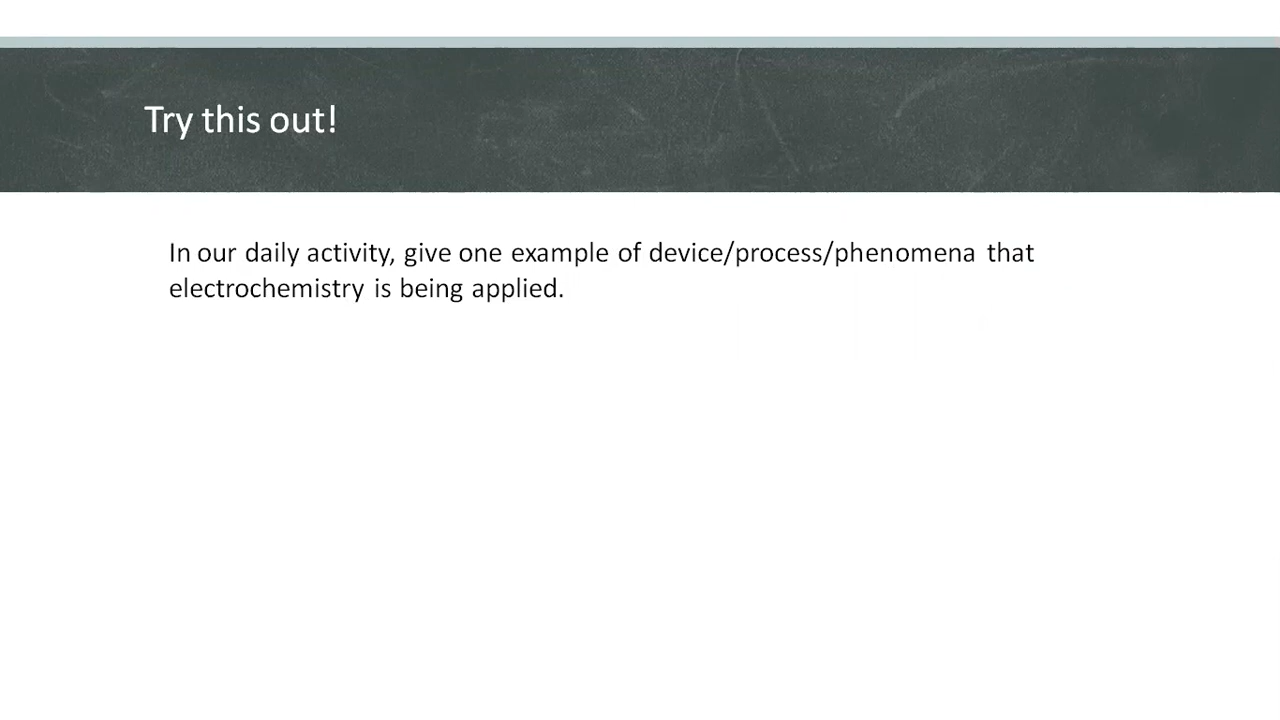 Try this out!
In our daily activity, give one example of device/process/phenomena that
electrochemistry is being applied.